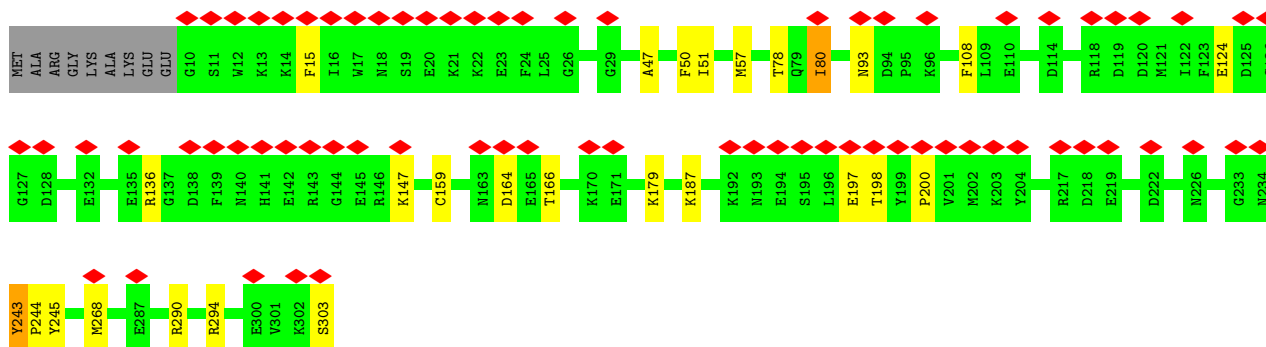 MET ALA ARG GLY LYS ALA LYS GLU GLU G10 S11 W12 K13 K14 F15 I16 W17 N18 S19 E20 K21 K22 E23 F24 L25 G26 G29 A47 F50 I51 M57 T78 Q79 I80 N93 D94 P95 K96 F108 L109 E110 D114 R118 D119 D120 M121 I122 F123 E124 D125
G127 D128 E132 E135 R136 G137 D138 F139 N140 H141 E142 R143 G144 E145 R146 K147 C159 N163 D164 E165 T166 K170 E171 K179 K187 K192 N193 E194 S195 L196 E197 T198 Y199 P200 V201 M202 K203 Y204 R217 D218 E219 D222 N226 G233 N234
Y243 P244 Y245 M268 E287 R290 R294 E300 V301 K302 S303